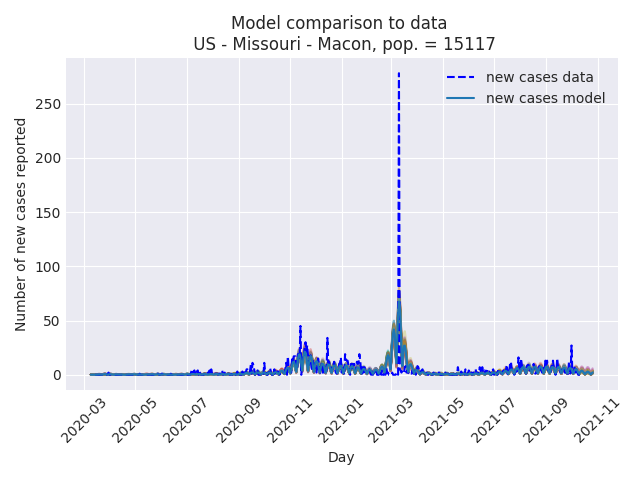 Model comparison to data
US - Missouri - Macon, pop. = 15117
new cases data
new cases model
Number of new cases reported
250
200
150
100
50
0
2020-03
2020-05
2020-07
2020-09
2020-11
2021-01
2021-03
2021-05
2021-07
2021-09
2021-11
Day